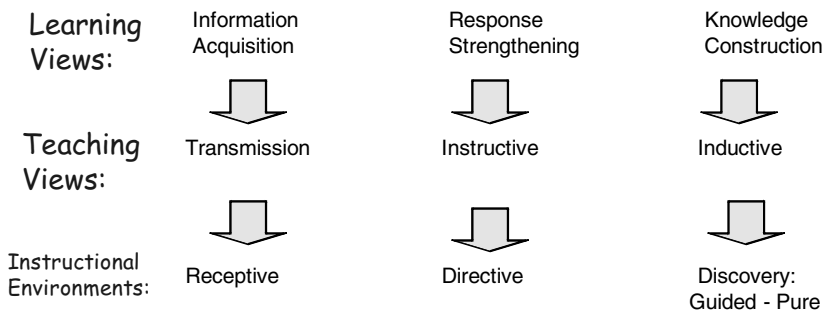 Learning Views:
Information Acquisition
Response Strengthening
Knowledge Construction
Teaching Views:
Transmission
Instructive
Inductive
Instructional Environments:
Receptive
Directive
Discovery:
Guided - Pure